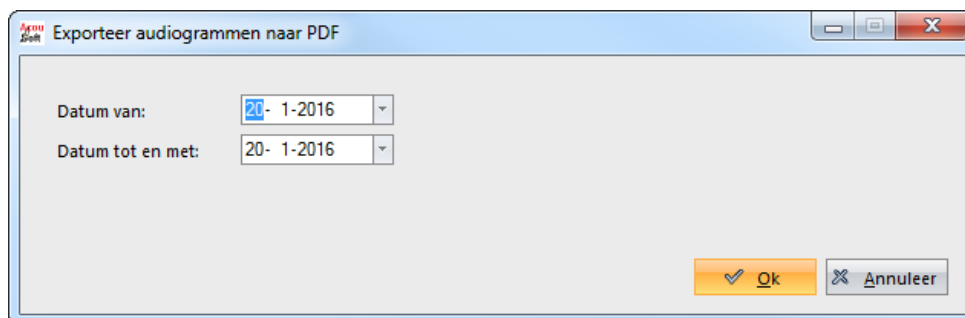 Acou
Soft
Exporteer audiogrammen naar PDF
Datum van:
20- 1-2016
Datum tot en met:
20- 1-2016
Ok
Annuleer